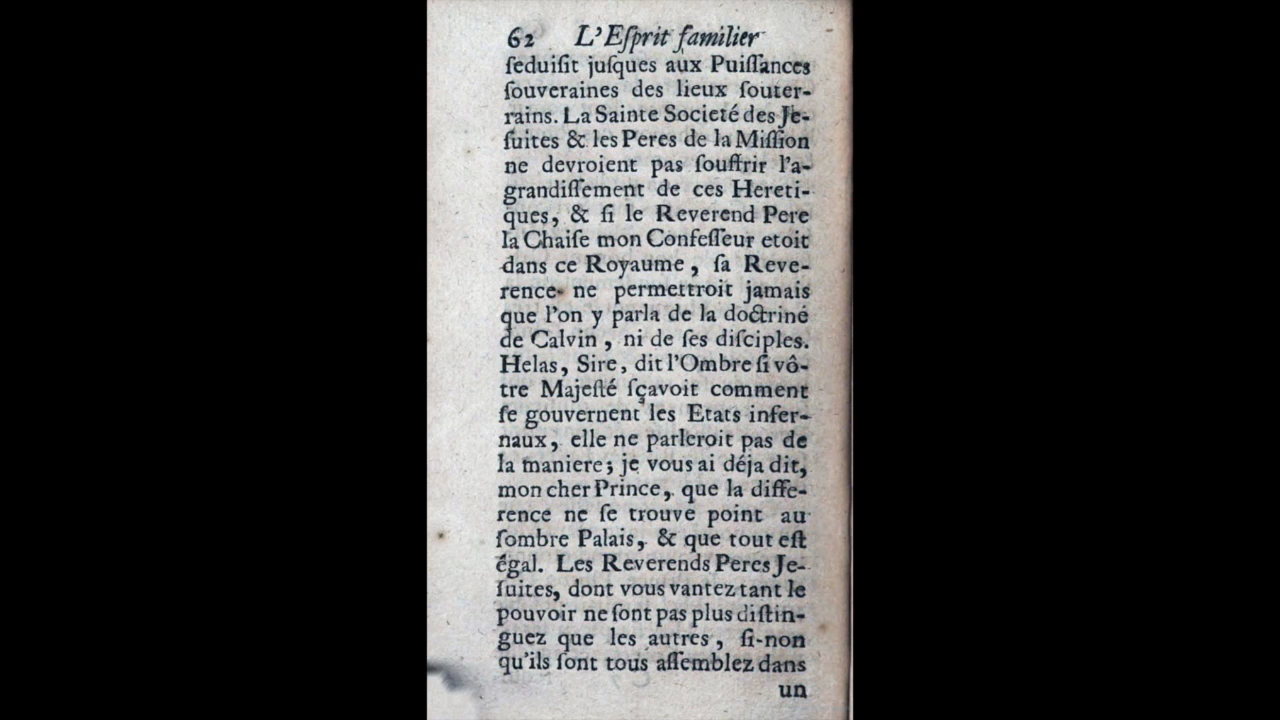 62 L'Eſprit familier
ſeduiſit juſques aux Puiſſances
ſouveraines des lieux ſouter-
rains. La Sainte Societé des Je-
ſuites & les Peres de la Miſſion
ne devroient pas ſouffrir l'a-
grandiſſement de ces Hereti-
ques, & ſi le Reverend Pere
la Chaiſe mon Confeſſeur etoit
dans ce Royaume, ſa Reve-
rence ne permettroit jamais
que l'on y parla de la doctriné
de Calvin, ni de ſes diſciples.
Helas, Sire, dit l'Ombre ſi vô-
tre Majeſté ſçavoit comment
ſe gouvernent les Etats infer-
naux, elle ne parleroit pas de
la maniere; je vous ai déja dit,
mon cher Prince, que la diffe-
rence ne ſe trouve point au
ſombre Palais, & que tout eſt
égal. Les Reverends Peres Je-
ſuites, dont vous vantez tant le
pouvoir ne ſont pas plus diſtin-
guez que les autres, ſi-non
qu'ils ſont tous aſſemblez dans
un